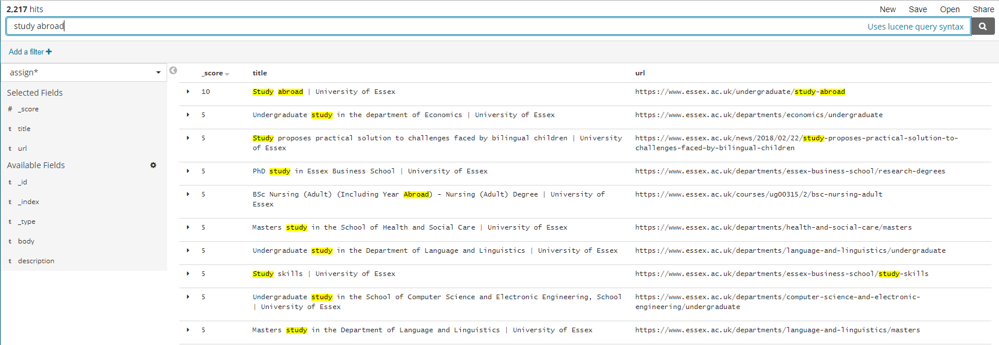 2,217 hits
New Save Open Share
study abroad
Uses lucene query syntax
Add a filter
assign*
Selected Fields
# _score
t title
t url
Available Fields
t _id
t _index
t _type
t body
t description
_score title url
10 Study abroad | University of Essex https://www.essex.ac.uk/undergraduate/study-abroad
5 Undergraduate study in the department of Economics | University of Essex https://www.essex.ac.uk/departments/economics/undergraduate
5 Study proposes practical solution to challenges faced by bilingual children | University https://www.essex.ac.uk/news/2018/02/22/study-proposes-practical-solution-to-
of Essex challenges-faced-by-bilingual-children
5 PhD study in Essex Business School | University of Essex https://www.essex.ac.uk/departments/essex-business-school/research-degrees
5 BSc Nursing (Adult) (Including Year Abroad) - Nursing (Adult) Degree | University of https://www.essex.ac.uk/courses/ug00315/2/bsc-nursing-adult
Essex
5 Masters study in the School of Health and Social Care | University of Essex https://www.essex.ac.uk/departments/health-and-social-care/masters
5 Undergraduate study in the Department of Language and Linguistics | University of Essex https://www.essex.ac.uk/departments/language-and-linguistics/undergraduate
5 Study skills | University of Essex https://www.essex.ac.uk/departments/essex-business-school/study-skills
5 Undergraduate study in the School of Computer Science and Electronic Engineering, School https://www.essex.ac.uk/departments/computer-science-and-electronic-
| University of Essex engineering/undergraduate
5 Masters study in the Department of Language and Linguistics | University of Essex https://www.essex.ac.uk/departments/language-and-linguistics/masters